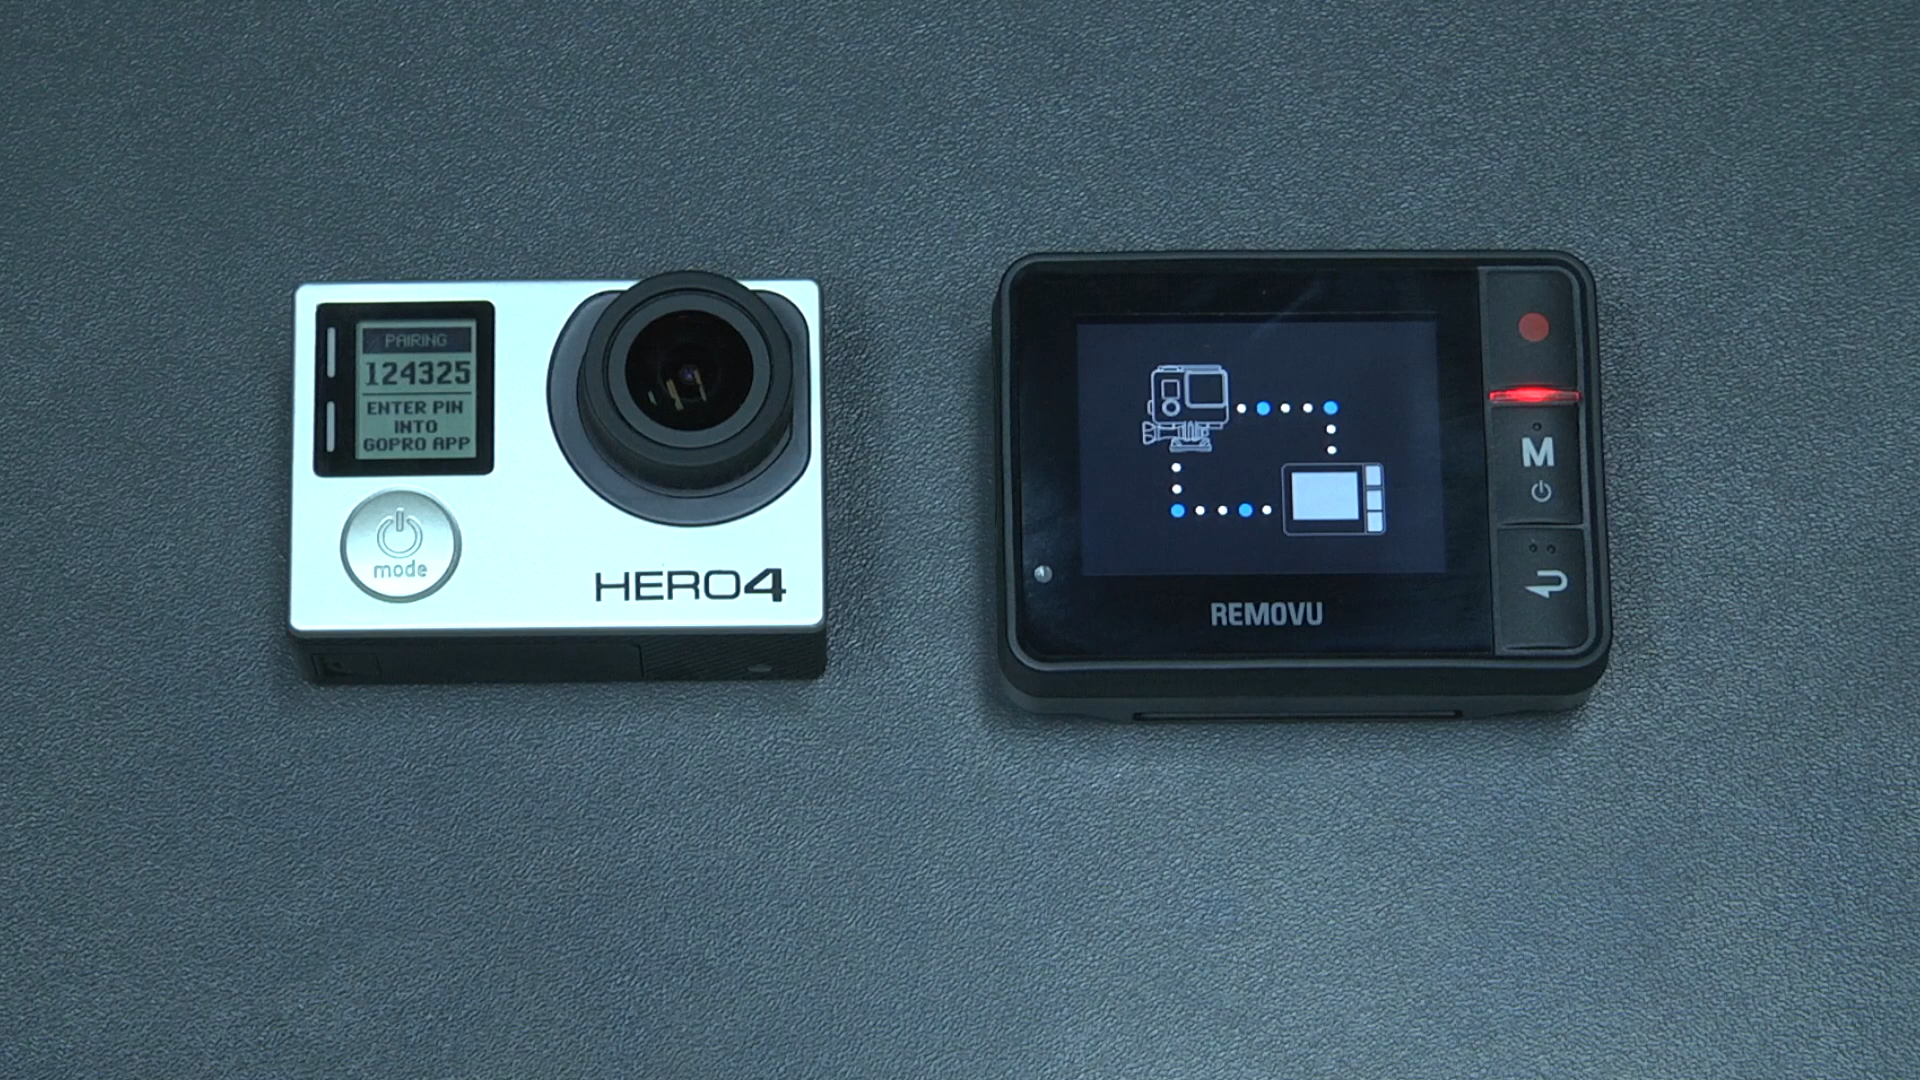 PAIRING
124325
ENTER PIN
INTO
GOPRO APP
mode
HERO4
M
REMOVU